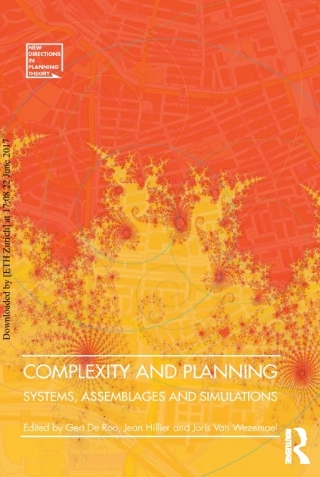 NEW
DIRECTIONS
IN
PLANNING
THEORY
Downloaded by [ETH Zurich] at 17:08 22 June 2017
COMPLEXITY AND PLANNING
SYSTEMS, ASSEMBLAGES AND SIMULATIONS
Edited by Gert De Roo, Jean Hillier and Joris Van Wezemael
ROUTLEDGE